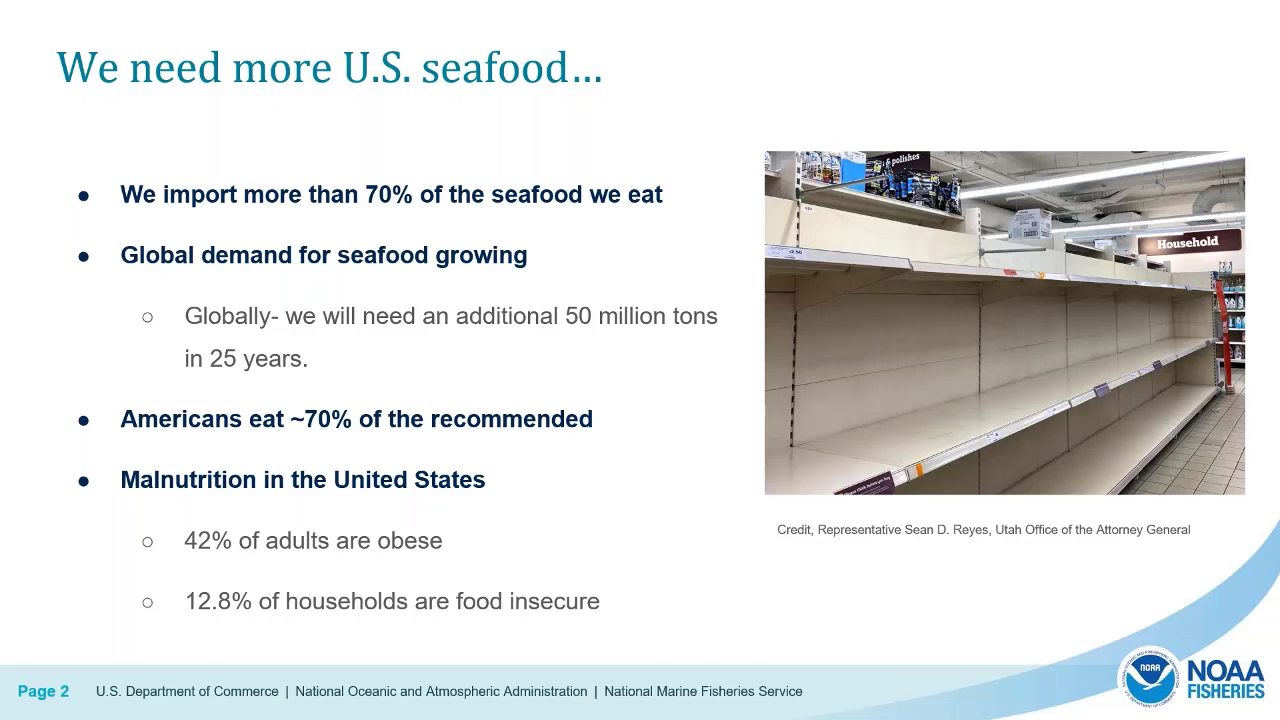 We need more U.S. seafood…
● We import more than 70% of the seafood we eat
● Global demand for seafood growing
○ Globally- we will need an additional 50 million tons
in 25 years.
● Americans eat ~70% of the recommended
● Malnutrition in the United States
○ 42% of adults are obese
○ 12.8% of households are food insecure
& polishes
Household
Credit, Representative Sean D. Reyes, Utah Office of the Attorney General
Page 2 U.S. Department of Commerce | National Oceanic and Atmospheric Administration | National Marine Fisheries Service
NOAA
NOAA
FISHERIES